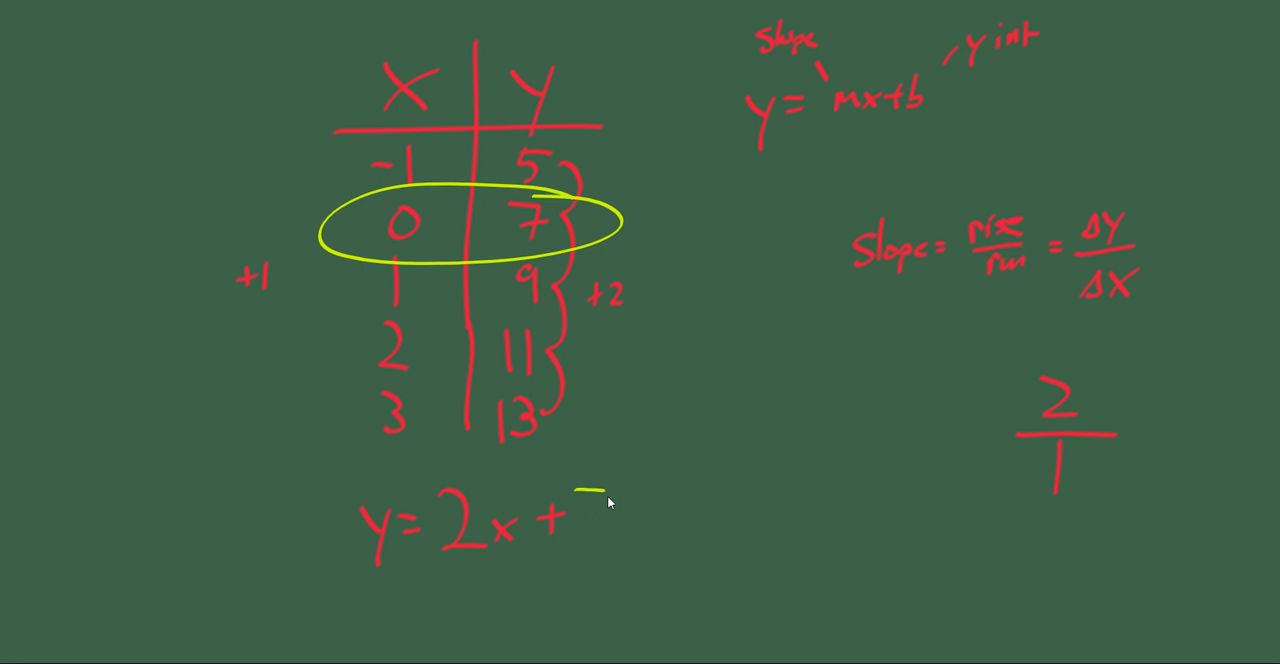 X Y
-1 5
0 7
1 9
2 11
3 13
+1
+2
y = 2x +
Slope
y int
y = mx+b
Slope = rise/run = ΔY/ΔX
2/1